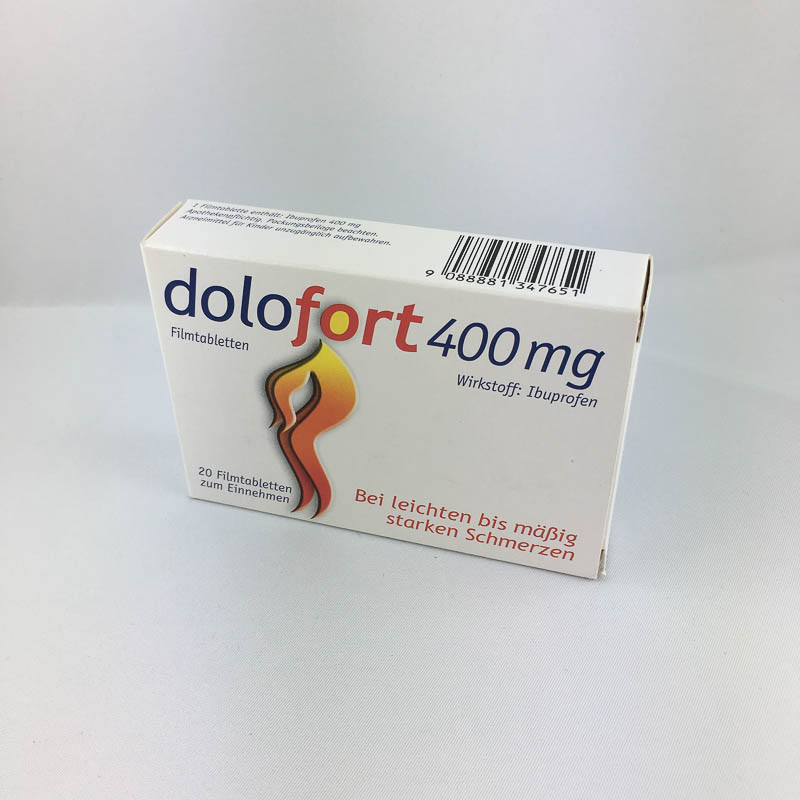 1 Filmtablette enthält: Ibuprofen 400 mg
Apothekenpflichtig. Packungsbeilage beachten.
Arzneimittel für Kinder unzugänglich aufbewahren.
9 088881 347651
dolofort 400 mg
Filmtabletten
Wirkstoff: Ibuprofen
20 Filmtabletten
zum Einnehmen
Bei leichten bis mäßig
starken Schmerzen